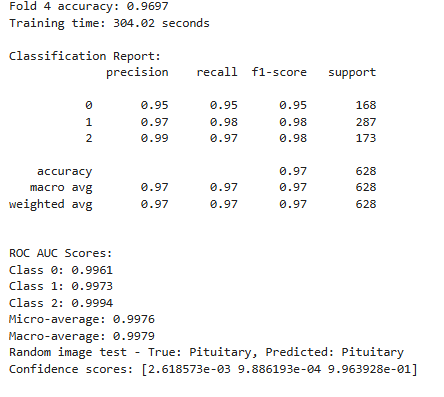 Fold 4 accuracy: 0.9697
Training time: 304.02 seconds
Classification Report:
precision recall f1-score support
0 0.95 0.95 0.95 168
1 0.97 0.98 0.98 287
2 0.99 0.97 0.98 173
accuracy 0.97 628
macro avg 0.97 0.97 0.97 628
weighted avg 0.97 0.97 0.97 628
ROC AUC Scores:
Class 0: 0.9961
Class 1: 0.9973
Class 2: 0.9994
Micro-average: 0.9976
Macro-average: 0.9979
Random image test - True: Pituitary, Predicted: Pituitary
Confidence scores: [2.618573e-03 9.886193e-04 9.963928e-01]